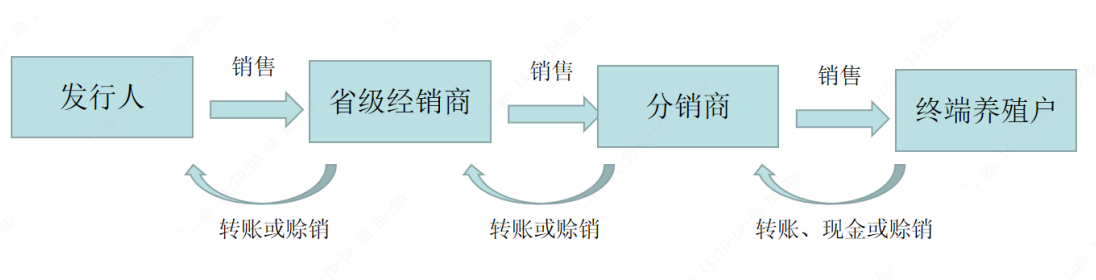 发行人
销售
省级经销商
销售
分销商
销售
终端养殖户
转账或赊销
转账或赊销
转账、现金或赊销